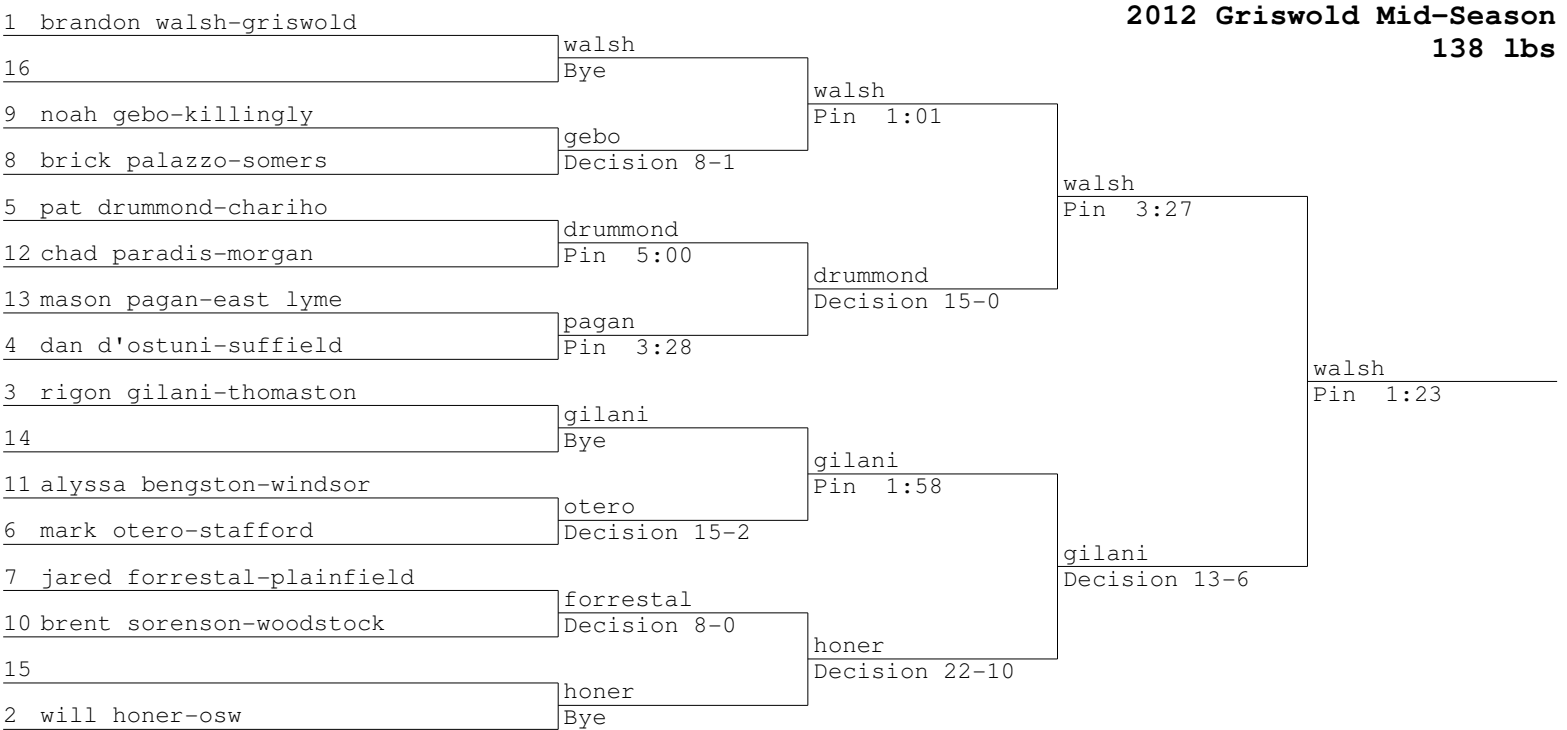 2012 Griswold Mid-Season
138 lbs
1 brandon walsh-griswold
16
9 noah gebo-killingly
8 brick palazzo-somers
5 pat drummond-chariho
12 chad paradis-morgan
13 mason pagan-east lyme
4 dan d'ostuni-suffield
3 rigon gilani-thomaston
14
11 alyssa bengston-windsor
6 mark otero-stafford
7 jared forrestal-plainfield
10 brent sorenson-woodstock
15
2 will honer-osw
walsh
Bye
gebo
Decision 8-1
drummond
Pin 5:00
pagan
Pin 3:28
gilani
Bye
otero
Decision 15-2
forrestal
Decision 8-0
honer
Bye
walsh
Pin 1:01
drummond
Decision 15-0
gilani
Pin 1:58
honer
Decision 22-10
walsh
Pin 3:27
gilani
Decision 13-6
walsh
Pin 1:23